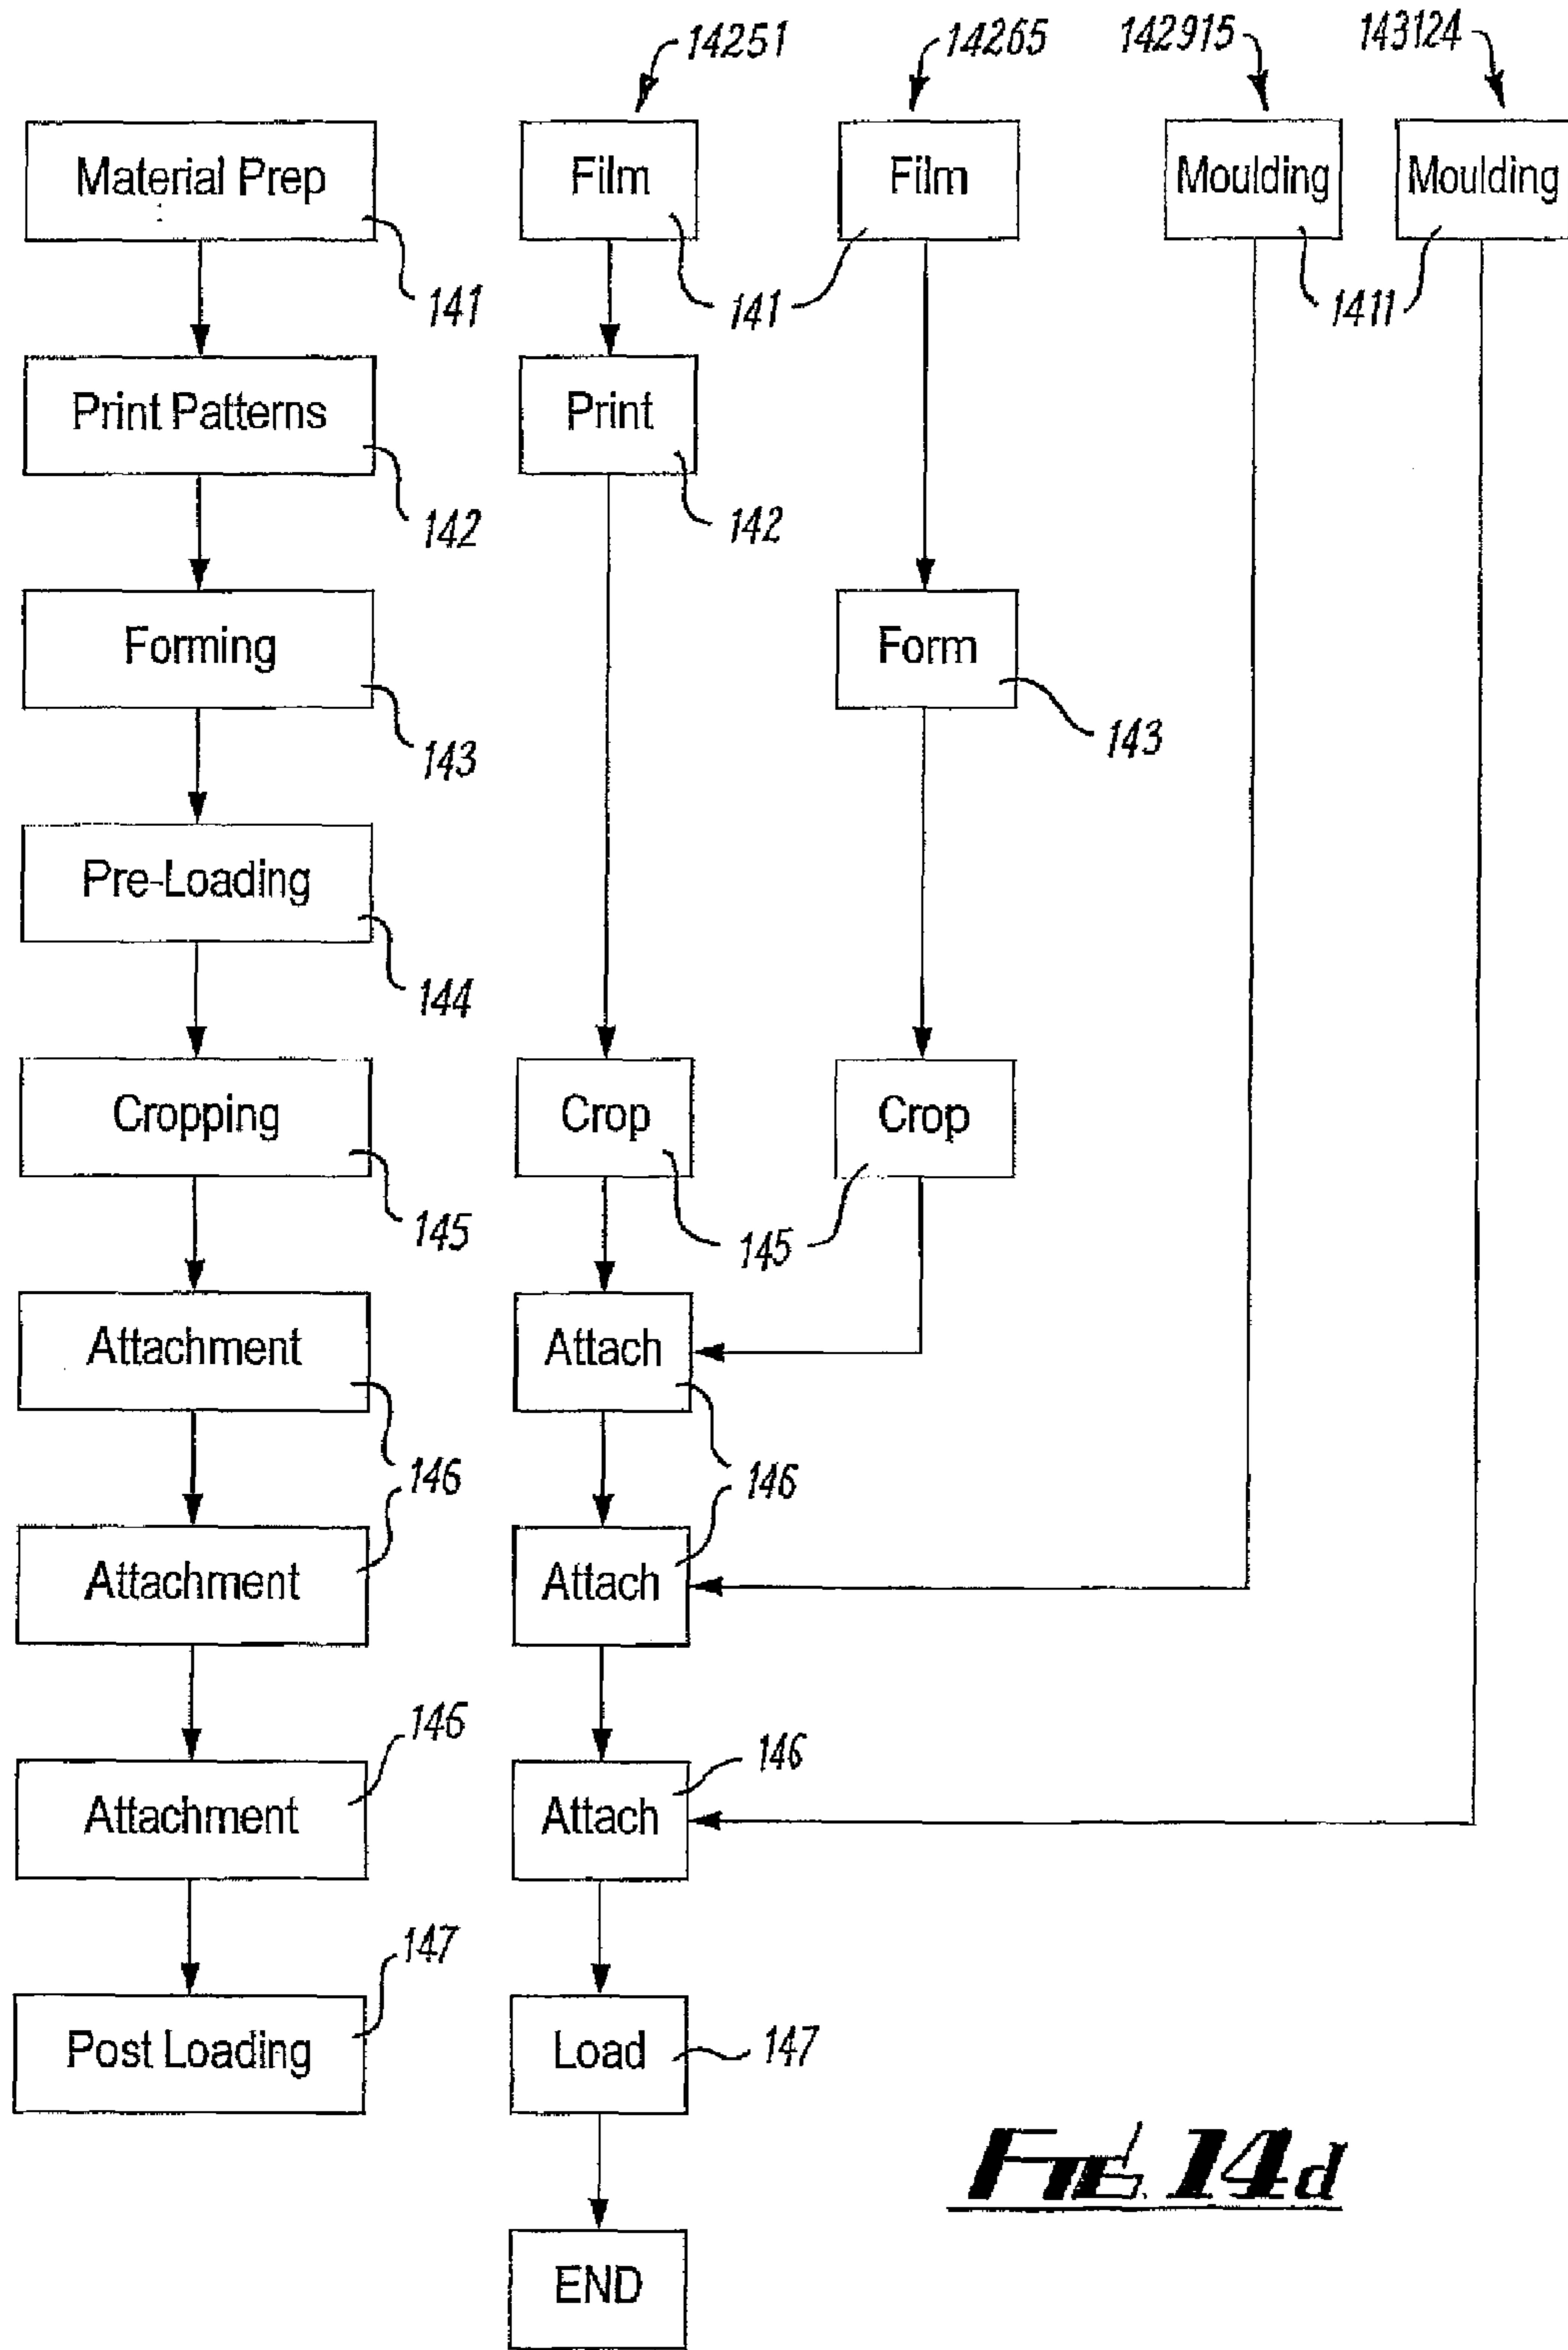 14251 14265 142915 143124
Material Prep Film Film Moulding Moulding
141 141 1411
Print Patterns Print
142 142
Forming Form
143 143
Pre-Loading
144
Cropping Crop Crop
145 145
Attachment Attach
146 146
Attachment Attach
146 146
Attachment Attach
147
Post Loading Load 147
END
FIG. 14d